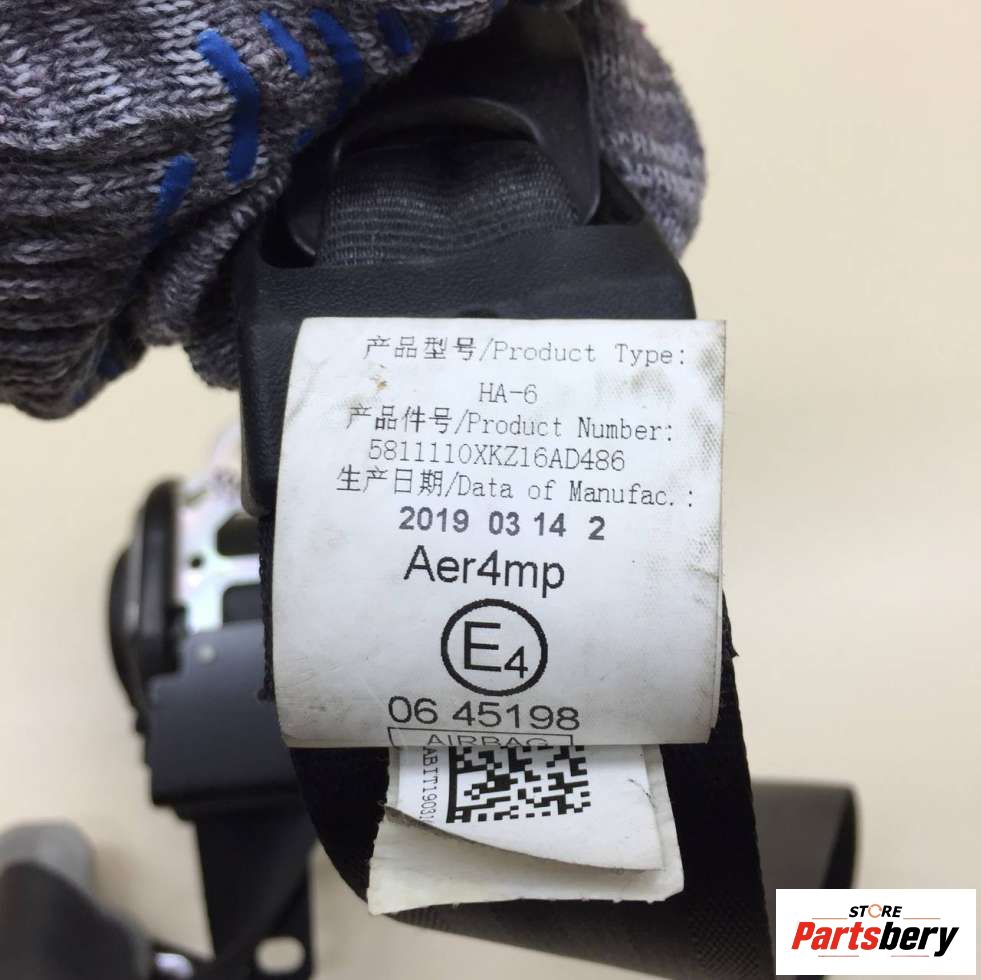 产品型号/Product Type:
HA-6
产品件号/Product Number:
5811110XKZ16AD486
生产日期/Data of Manufac.:
2019 03 14 2
Aer4mp
E4
06 45198
AIRBAG
STORE
Partsbery